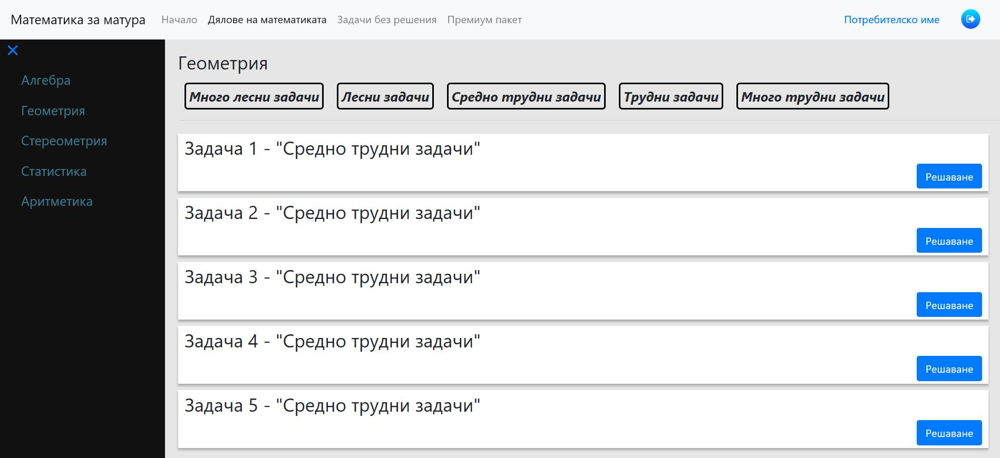 Математика за матура Начало Дялове на математиката Задачи без решения Премиум пакет Потребителско име
Алгебра
Геометрия
Стереометрия
Статистика
Аритметика
Геометрия
Много лесни задачи Лесни задачи Средно трудни задачи Трудни задачи Много трудни задачи
Задача 1 - "Средно трудни задачи"
Решаване
Задача 2 - "Средно трудни задачи"
Решаване
Задача 3 - "Средно трудни задачи"
Решаване
Задача 4 - "Средно трудни задачи"
Решаване
Задача 5 - "Средно трудни задачи"
Решаване